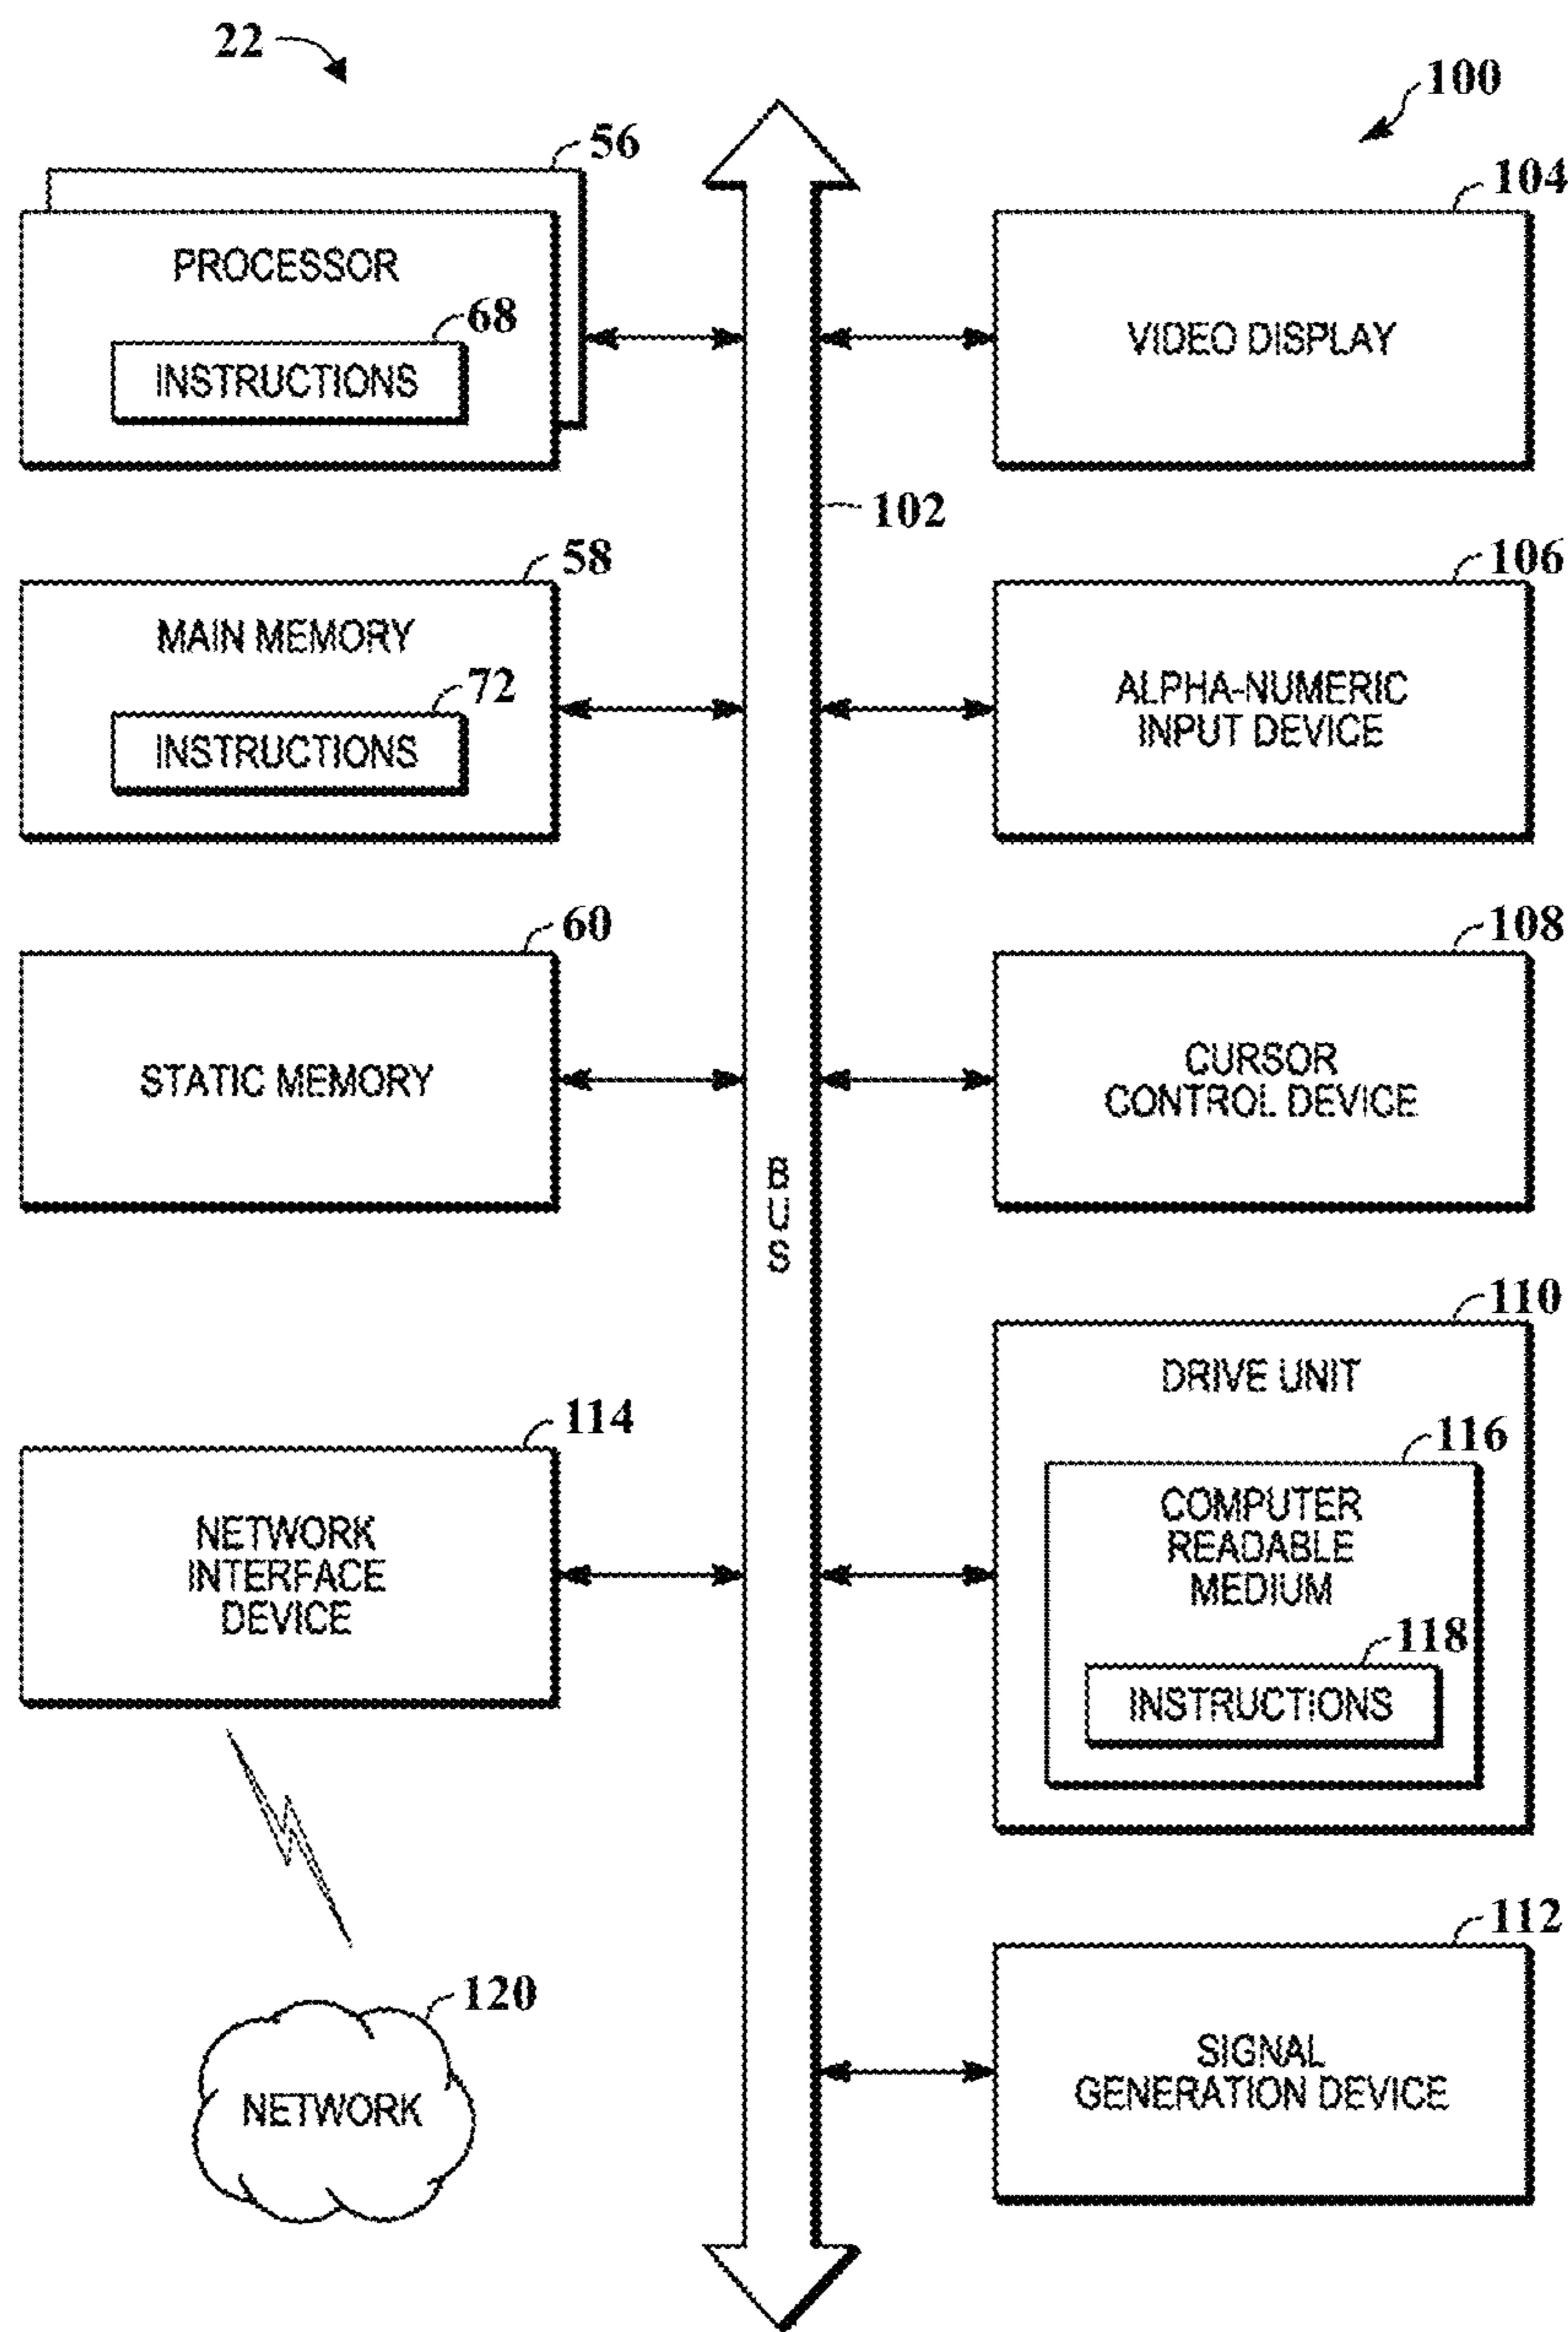 22
100
56
PROCESSOR
68
INSTRUCTIONS
104
VIDEO DISPLAY
102
58
MAIN MEMORY
72
INSTRUCTIONS
106
ALPHA-NUMERIC
INPUT DEVICE
60
STATIC MEMORY
108
CURSOR
CONTROL DEVICE
BUS
114
NETWORK
INTERFACE
DEVICE
110
DRIVE UNIT
116
COMPUTER
READABLE
MEDIUM
118
INSTRUCTIONS
120
NETWORK
112
SIGNAL
GENERATION DEVICE